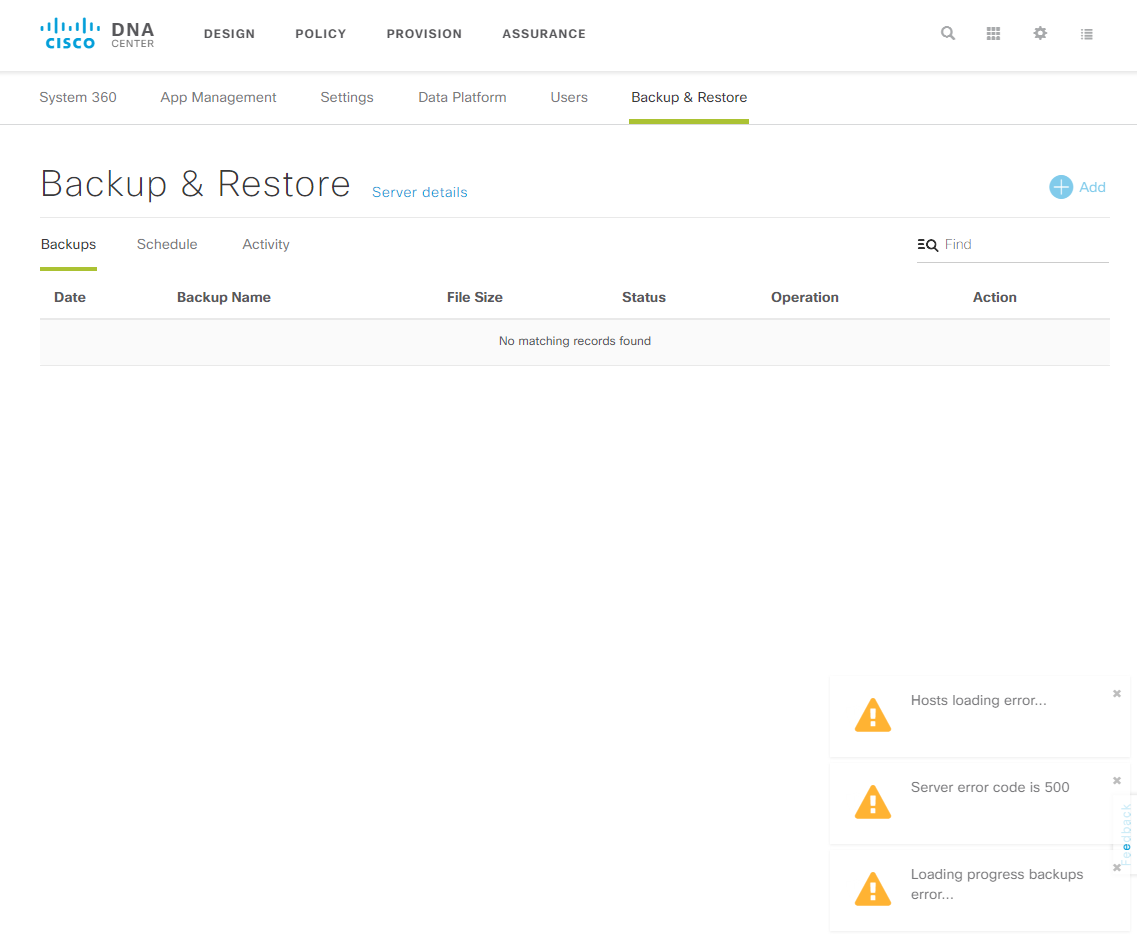 CISCO DNA CENTER DESIGN POLICY PROVISION ASSURANCE
System 360 App Management Settings Data Platform Users Backup & Restore
Backup & Restore Server details Add
Backups Schedule Activity Find
Date Backup Name File Size Status Operation Action
No matching records found
Hosts loading error...
Server error code is 500
Feedback
Loading progress backups
error...